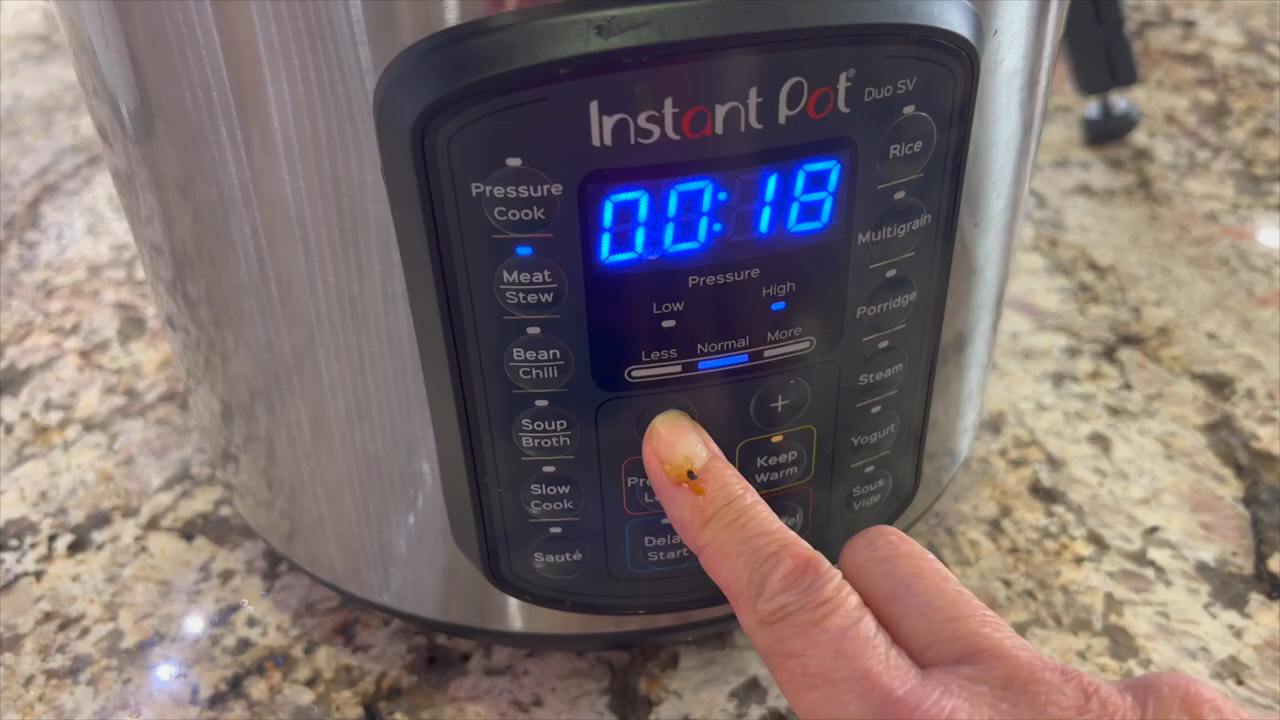 Instant Pot® Duo SV
00:18
Pressure
Low
High
Less
Normal
More
Pressure
Cook
Meat
Stew
Bean
Chili
Soup
Broth
Slow
Cook
Sauté
+
Keep
Warm
Start
Rice
Multigrain
Porridge
Steam
Yogurt
Sous
Vide